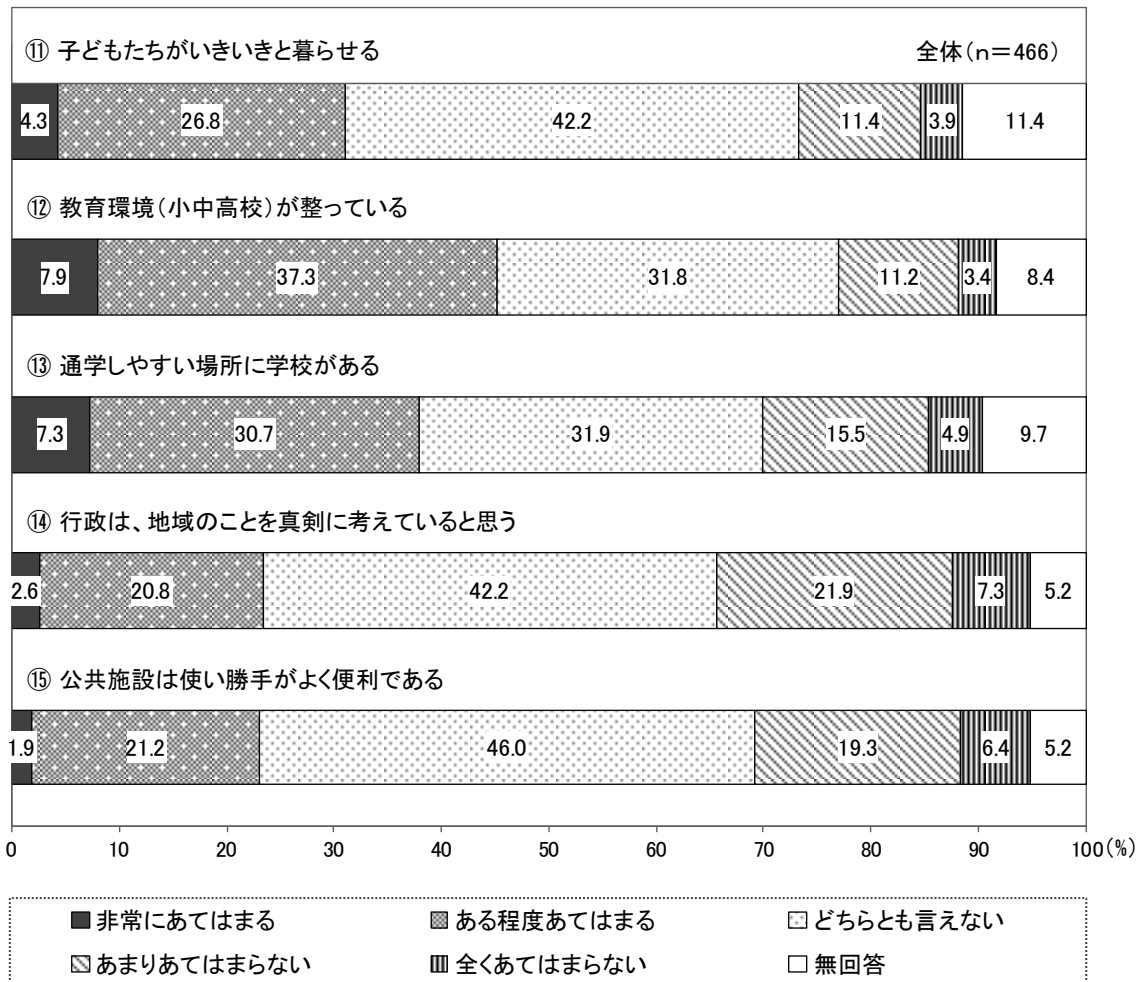 ⑪ 子どもたちがいきいきと暮らせる 全体(n=466)
4.3 26.8 42.2 11.4 3.9 11.4
⑫ 教育環境(小中高校)が整っている
7.9 37.3 31.8 11.2 3.4 8.4
⑬ 通学しやすい場所に学校がある
7.3 30.7 31.9 15.5 4.9 9.7
⑭ 行政は、地域のことを真剣に考えていると思う
2.6 20.8 42.2 21.9 7.3 5.2
⑮ 公共施設は使い勝手がよく便利である
1.9 21.2 46.0 19.3 6.4 5.2
0 10 20 30 40 50 60 70 80 90 100(%)
非常にあてはまる ある程度あてはまる どちらとも言えない
あまりあてはまらない 全くあてはまらない 無回答